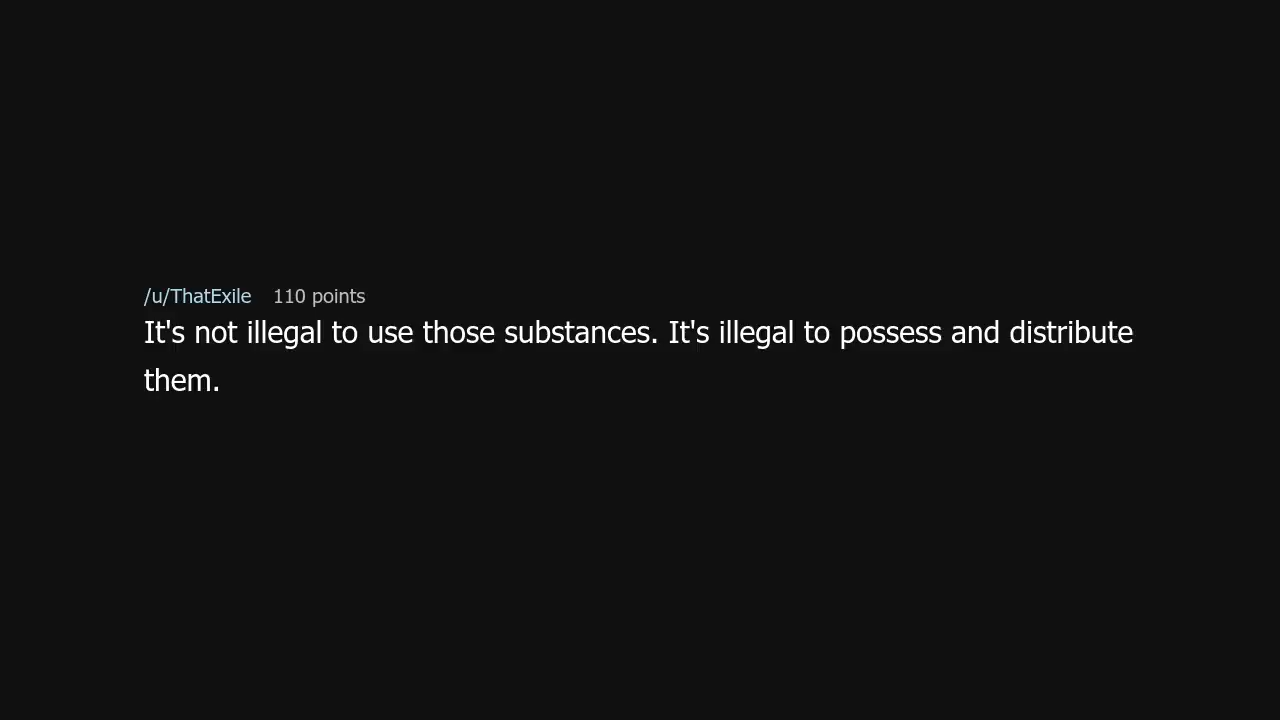 /u/ThatExile 110 points
It's not illegal to use those substances. It's illegal to possess and distribute
them.